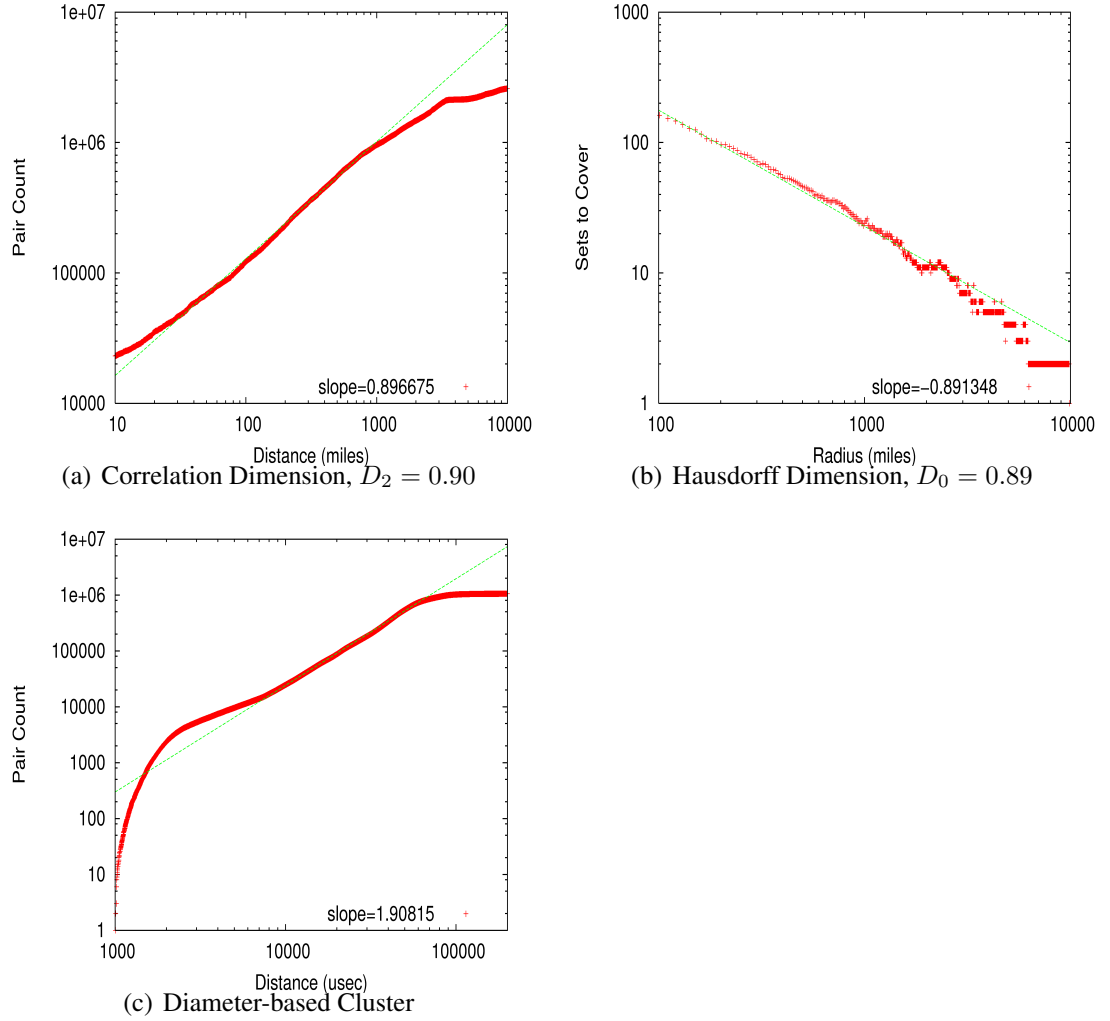 1e+07
1e+06
100000
10000
Pair Count
10
100
1000
10000
slope=0.896675
Distance (miles)
(a) Correlation Dimension, D₂ = 0.90
1000
100
10
1
Sets to Cover
100
1000
10000
slope=−0.891348
Radius (miles)
(b) Hausdorff Dimension, D₀ = 0.89
1e+07
1e+06
100000
10000
1000
100
10
1
Pair Count
1000
10000
100000
slope=1.90815
Distance (usec)
(c) Diameter-based Cluster